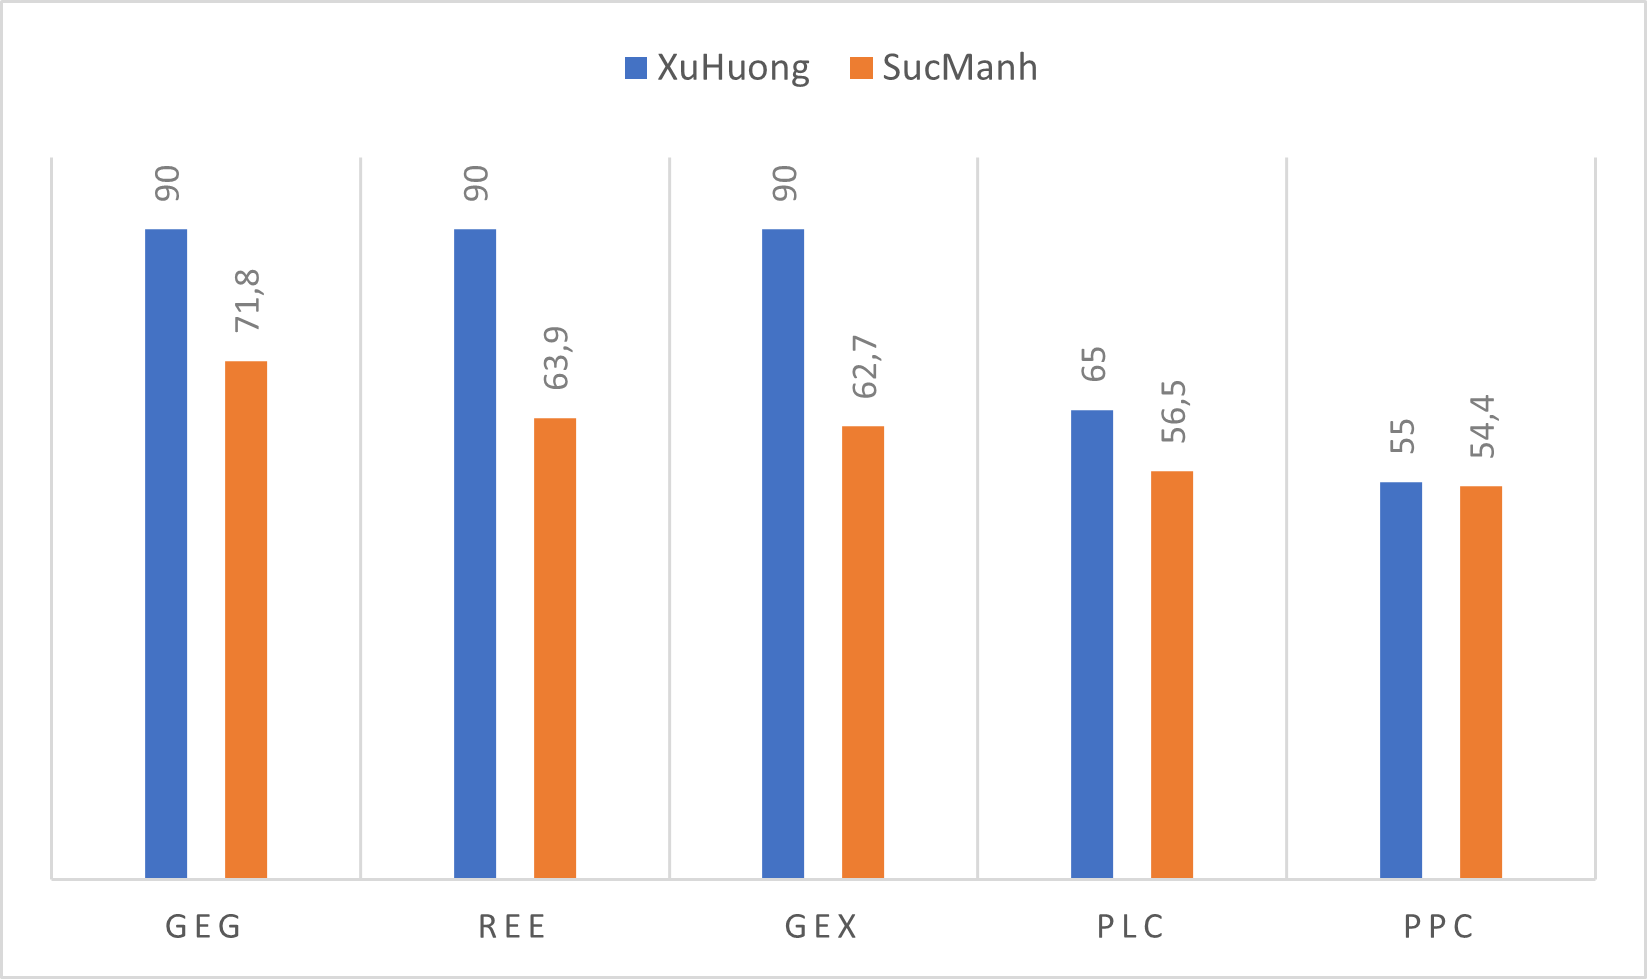 XuHuong SucManh
90 71,8 90 63,9 90 62,7 65 56,5 55 54,4
GEG REE GEX PLC PPC